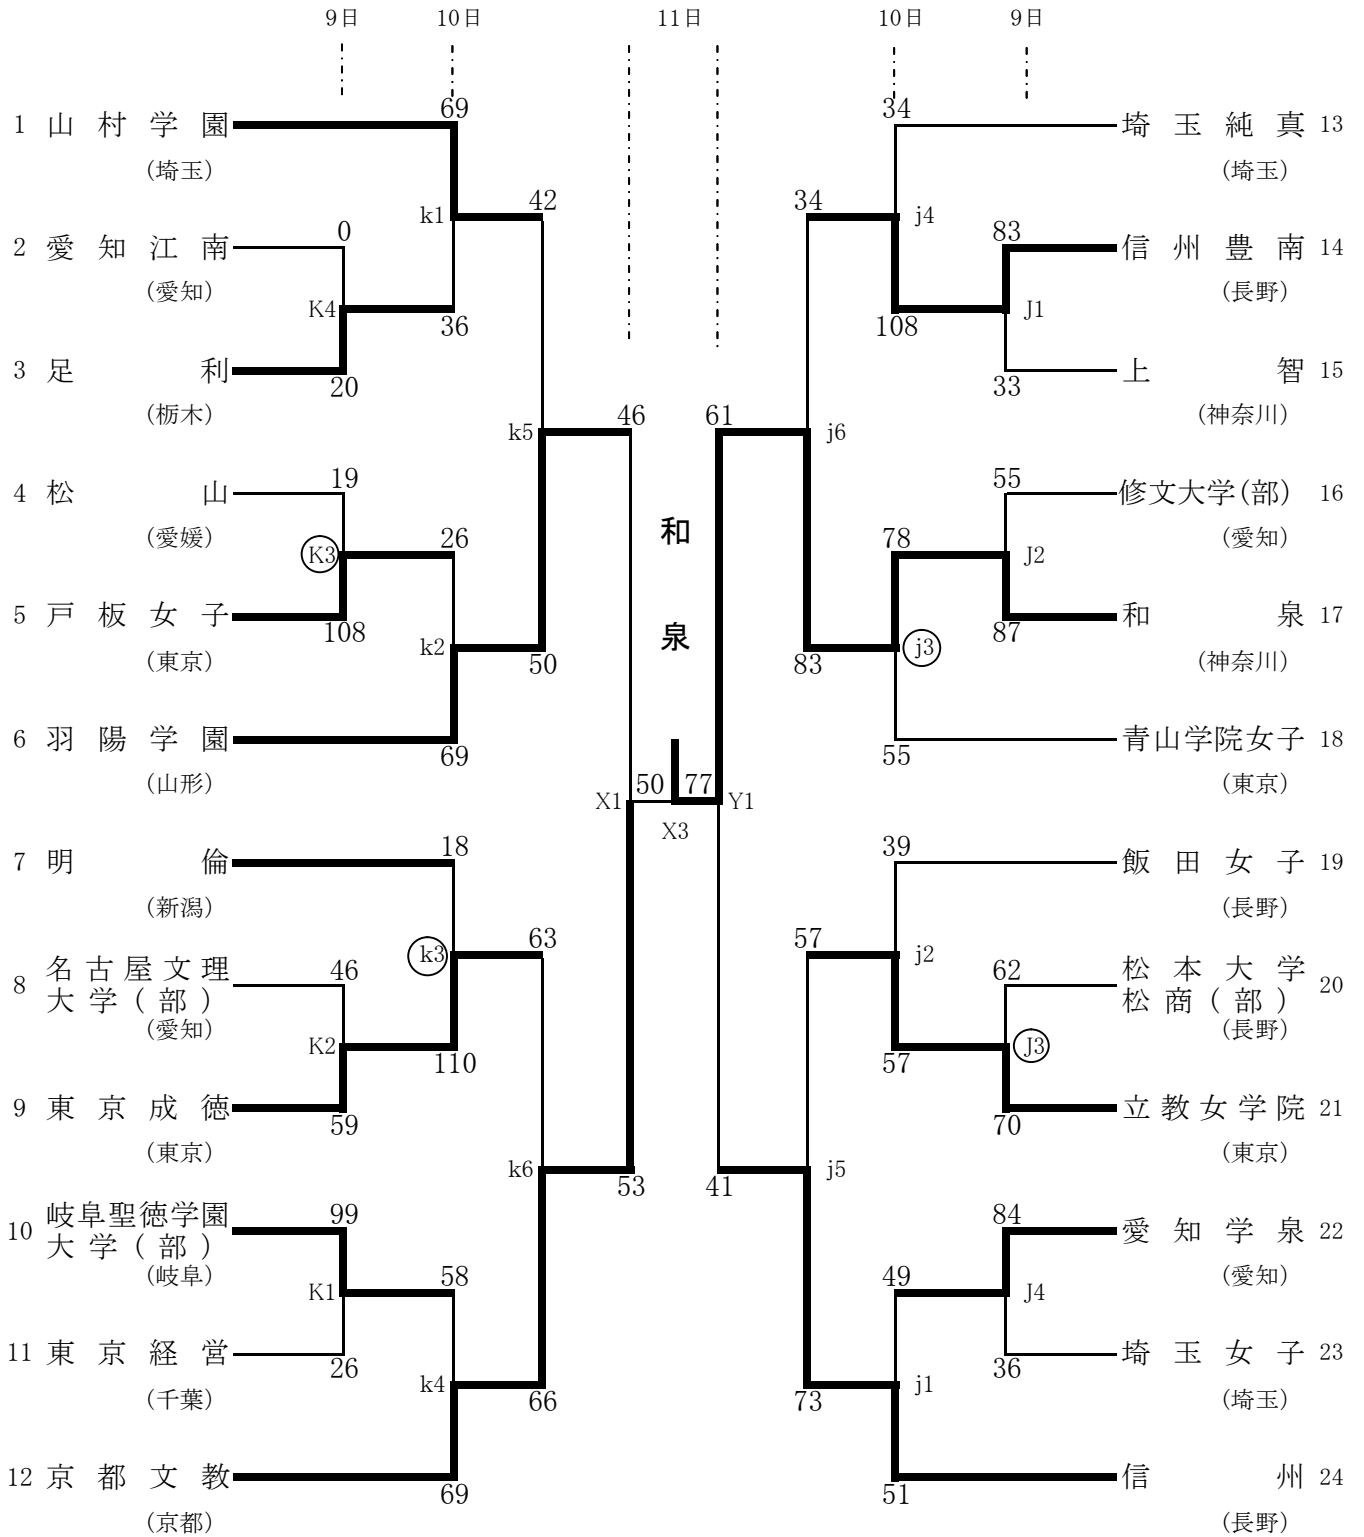 9日 10日 11日 10日 9日
1 山村学園 69
(埼玉)
k1 42
2 愛知江南 0
(愛知)
K4 36
3 足利 20
(栃木)
k5 46
4 松山 19
(愛媛)
K3 26
5 戸板女子 108
(東京)
k2 50
6 羽陽学園 69
(山形)
X1 50
7 明倫 18
(新潟)
k3 63
8 名古屋文理
大学(部) 46
(愛知)
K2 110
9 東京成徳 59
(東京)
k6 53
10 岐阜聖徳学園
大学(部) 99
(岐阜)
K1 58
11 東京経営 26
(千葉)
k4 66
12 京都文教 69
(京都)
和
泉
77 Y1
X3
34 埼玉純真 13
(埼玉)
34 j4
83 信州豊南 14
(長野)
108 J1
33 上智 15
(神奈川)
61 j6
55 修文大学(部) 16
(愛知)
78 J2
87 和泉 17
(神奈川)
83 j3
55 青山学院女子 18
(東京)
39 飯田女子 19
(長野)
57 j2
62 松本大学
松商(部) 20
(長野)
57 J3
70 立教女学院 21
(東京)
41 j5
84 愛知学泉 22
(愛知)
49 J4
36 埼玉女子 23
(埼玉)
73 j1
51 信州 24
(長野)